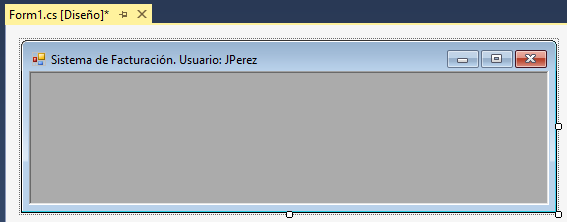 Form1.cs [Diseño]*
Sistema de Facturación. Usuario: JPerez